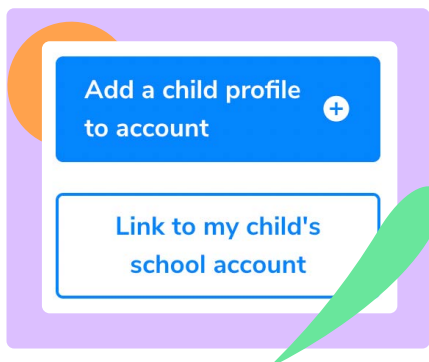 Add a child profile
to account
Link to my child's
school account